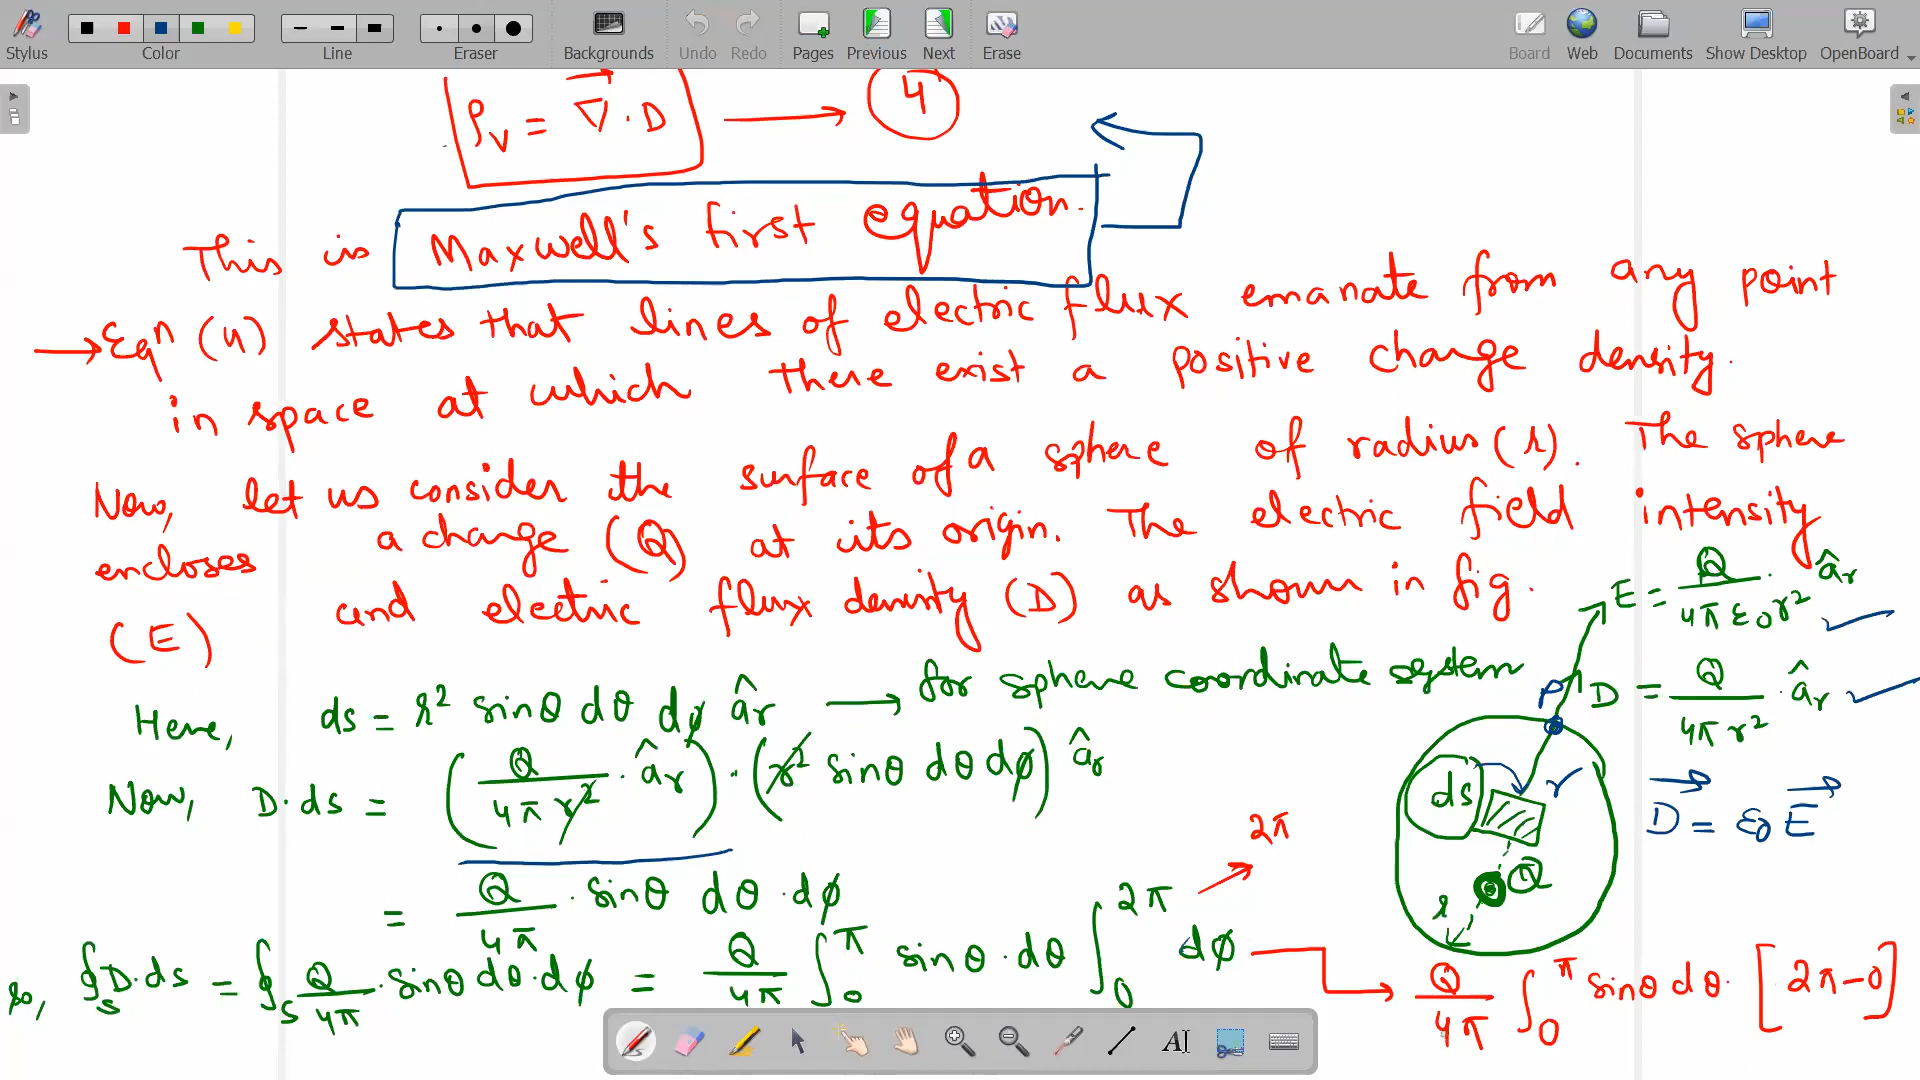 Stylus Color Line Eraser Backgrounds Undo Redo Pages Previous Next Erase Board Web Documents Show Desktop OpenBoard
ρv = ∇ · D → 4
This is Maxwell's first equation.
→ Eqn (4) states that lines of electric flux emanate from any point
in space at which there exist a positive charge density.
Now, let us consider the surface of a sphere of radius (r). The sphere
encloses a charge (Q) at its origin. The electric field intensity
(E) and electric flux density (D) as shown in fig.
E = Q / 4π ε0 r² · âr
D = Q / 4π r² · âr
D = ε0 E
P
r
ds
Q
r
Here, ds = r² sinθ dθ dφ âr → for sphere coordinate system
Now, D·ds = (Q / 4π r² · âr) · (r² sinθ dθ dφ) âr
= Q / 4π · sinθ dθ · dφ
2π
so, ∮s D·ds = ∮s Q / 4π · sinθ dθ·dφ = Q / 4π ∫0^π sinθ·dθ ∫0^2π dφ → Q / 4π ∫0^π sinθ dθ · [2π-0]